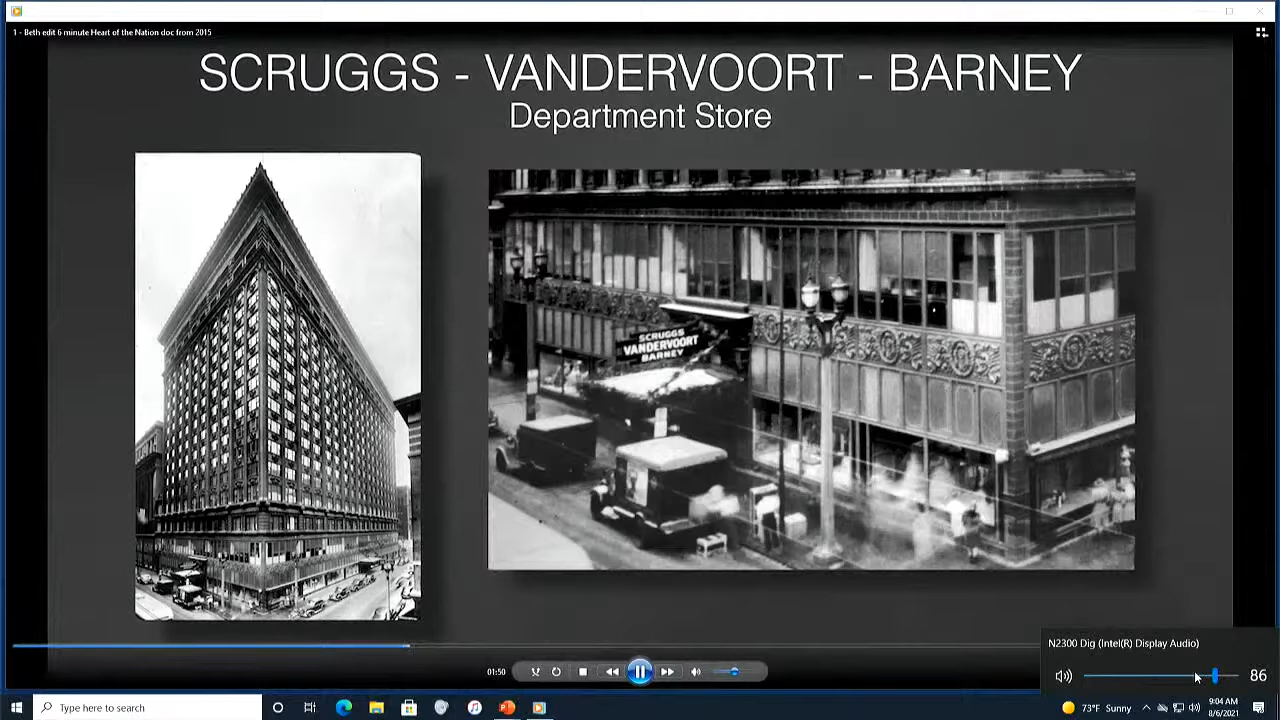 1 - Beth edit 6 minute Heart of the Nation doc from 2015
SCRUGGS - VANDERVOORT - BARNEY
Department Store
SCRUGGS
VANDERVOORT
BARNEY
N2300 Dig (Intel(R) Display Audio)
01:50
86
Type here to search
73°F Sunny
9:04 AM
8/6/2021